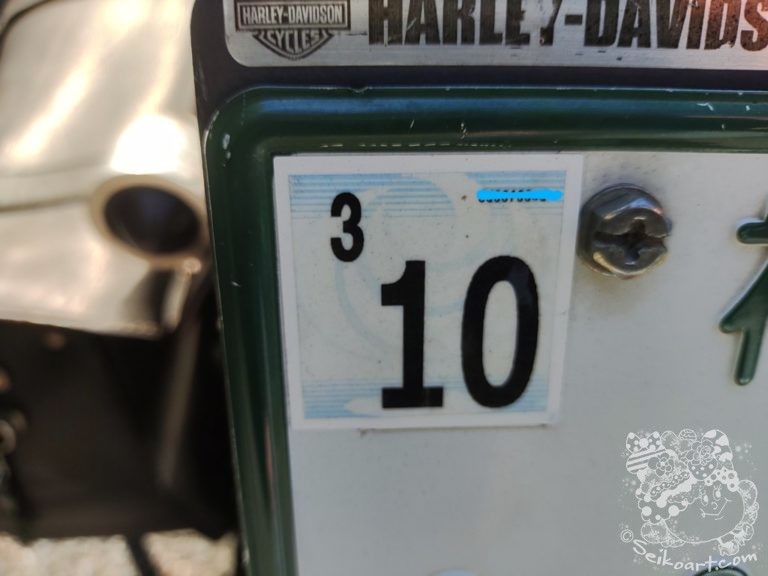 HARLEY-DAVIDSON
CYCLES
HARLEY-DAVIDS
3
10
©Seikoart.com